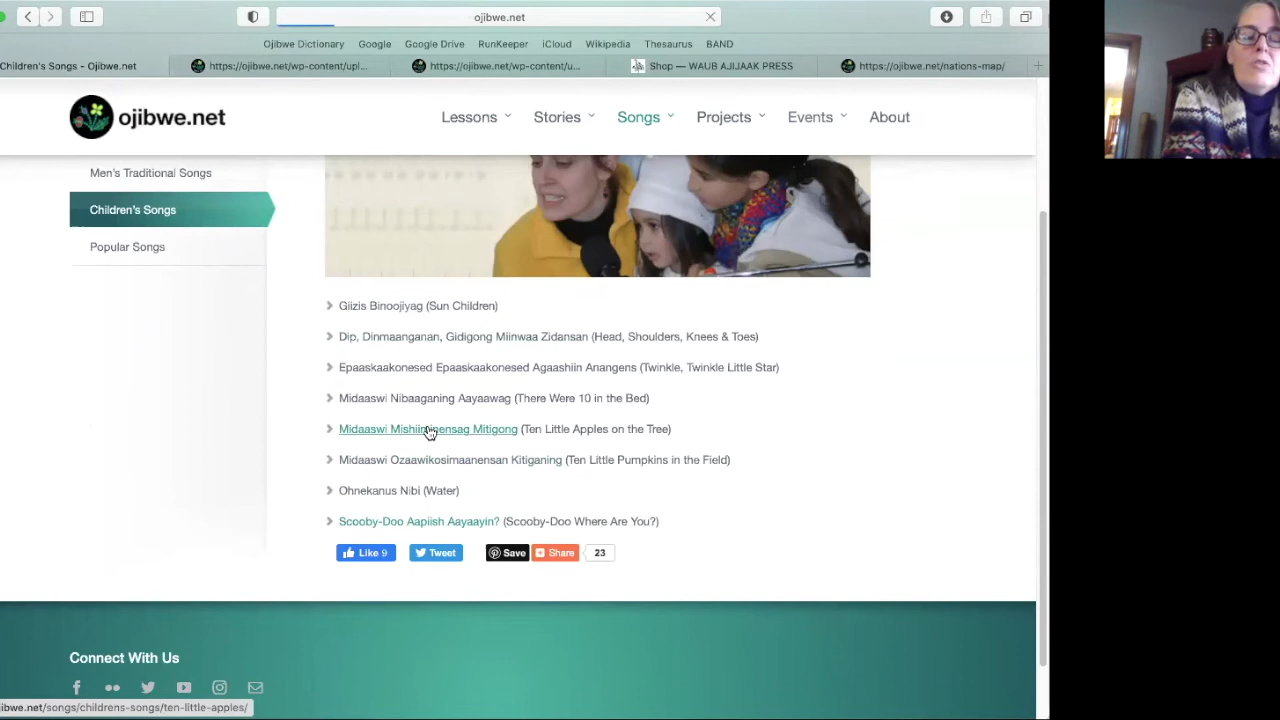 ojibwe.net
Ojibwe Dictionary Google Google Drive RunKeeper iCloud Wikipedia Thesaurus BAND
Children's Songs - Ojibwe.net https://ojibwe.net/wp-content/upl... https://ojibwe.net/wp-content/u... Shop — WAUB AJIJAAK PRESS https://ojibwe.net/nations-map/
ojibwe.net Lessons Stories Songs Projects Events About
Men's Traditional Songs
Children's Songs
Popular Songs
Giizis Binoojiyag (Sun Children)
Dip, Dinmaanganan, Gidigong Miinwaa Zidansan (Head, Shoulders, Knees & Toes)
Epaaskaakonesed Epaaskaakonesed Agaashiin Anangens (Twinkle, Twinkle Little Star)
Midaaswi Nibaaganing Aayaawag (There Were 10 in the Bed)
Midaaswi Mitigong (Ten Little Apples on the Tree)
Midaaswi Ozaawikosimaanensan Kitiganing (Ten Little Pumpkins in the Field)
Ohnekanus Nibi (Water)
Scooby-Doo Aapiish Aayaayin? (Scooby-Doo Where Are You?)
Like 9 Tweet Save Share 23
Connect With Us
jibwe.net/songs/childrens-songs/ten-little-apples/